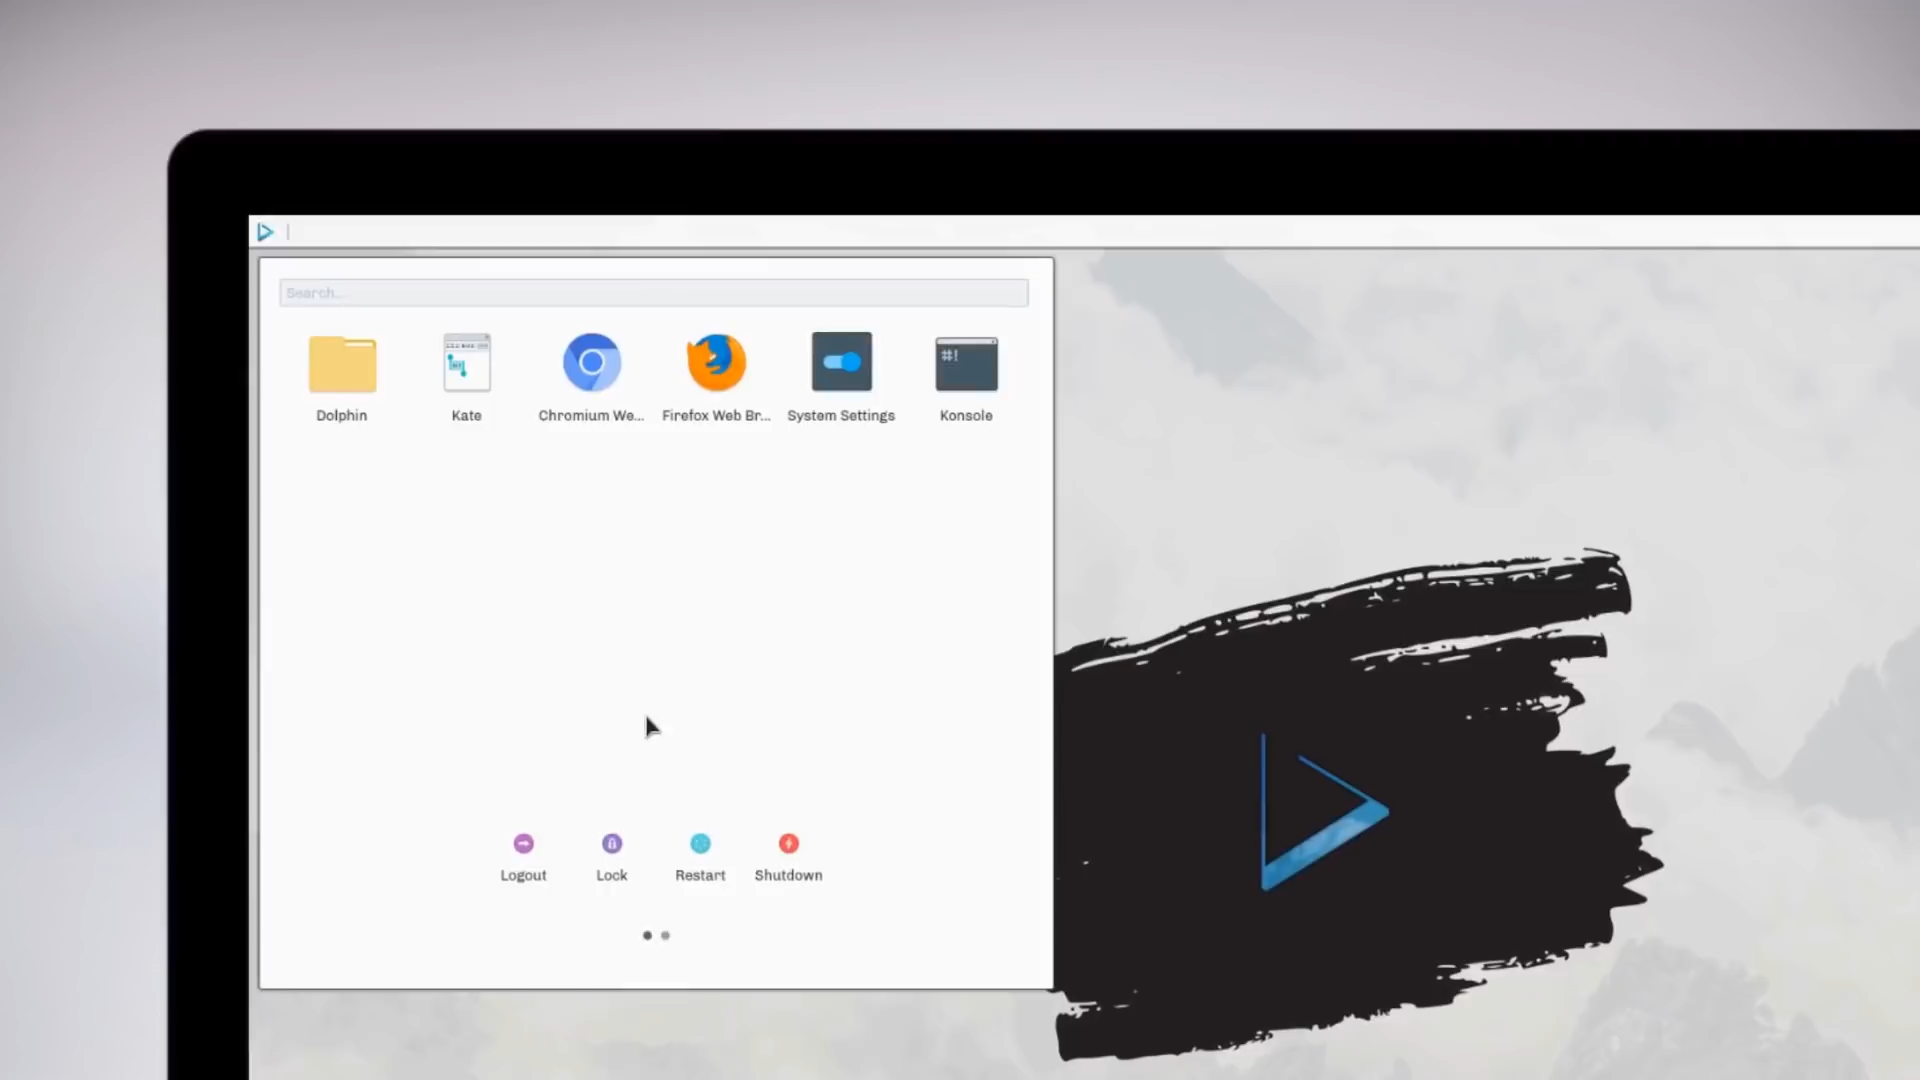 Search...
Dolphin
Kate
Chromium We...
Firefox Web Br...
System Settings
#!
Konsole
Logout
Lock
Restart
Shutdown